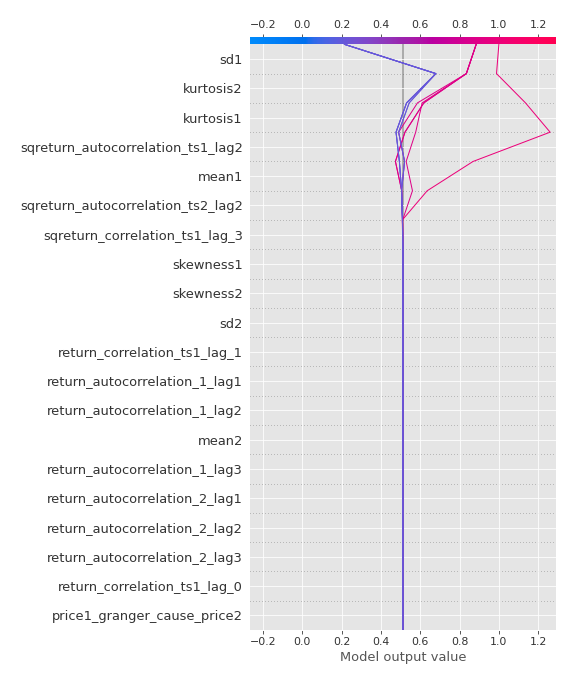 −0.2 0.0 0.2 0.4 0.6 0.8 1.0 1.2
sd1
kurtosis2
kurtosis1
sqreturn_autocorrelation_ts1_lag2
mean1
sqreturn_autocorrelation_ts2_lag2
sqreturn_correlation_ts1_lag_3
skewness1
skewness2
sd2
return_correlation_ts1_lag_1
return_autocorrelation_1_lag1
return_autocorrelation_1_lag2
mean2
return_autocorrelation_1_lag3
return_autocorrelation_2_lag1
return_autocorrelation_2_lag2
return_autocorrelation_2_lag3
return_correlation_ts1_lag_0
price1_granger_cause_price2
−0.2 0.0 0.2 0.4 0.6 0.8 1.0 1.2
Model output value